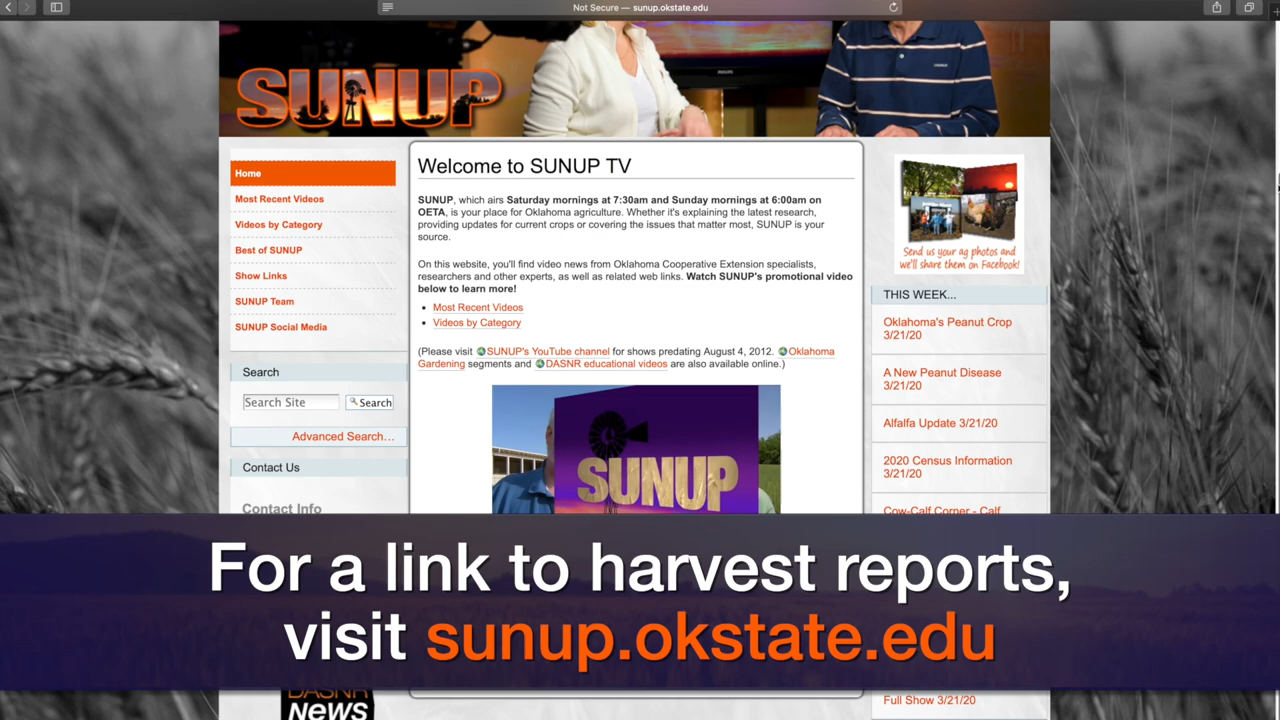 Not Secure — sunup.okstate.edu
SUNUP
Home
Most Recent Videos
Videos by Category
Best of SUNUP
Show Links
SUNUP Team
SUNUP Social Media
Search
Search Site
Search
Advanced Search…
Contact Us
Contact Info
Welcome to SUNUP TV
SUNUP, which airs Saturday mornings at 7:30am and Sunday mornings at 6:00am on
OETA, is your place for Oklahoma agriculture. Whether it's explaining the latest research,
providing updates for current crops or covering the issues that matter most, SUNUP is your
source.
On this website, you'll find video news from Oklahoma Cooperative Extension specialists,
researchers and other experts, as well as related web links. Watch SUNUP's promotional video
below to learn more!
• Most Recent Videos
• Videos by Category
(Please visit SUNUP's YouTube channel for shows predating August 4, 2012. Oklahoma
Gardening segments and DASNR educational videos are also available online.)
PHILIPS
SUNUP
Send us your ag photos and
we'll share them on Facebook!
THIS WEEK...
Oklahoma's Peanut Crop
3/21/20
A New Peanut Disease
3/21/20
Alfalfa Update 3/21/20
2020 Census Information
3/21/20
Cow-Calf Corner - Calf
For a link to harvest reports,
visit sunup.okstate.edu
DASNR
News
Full Show 3/21/20